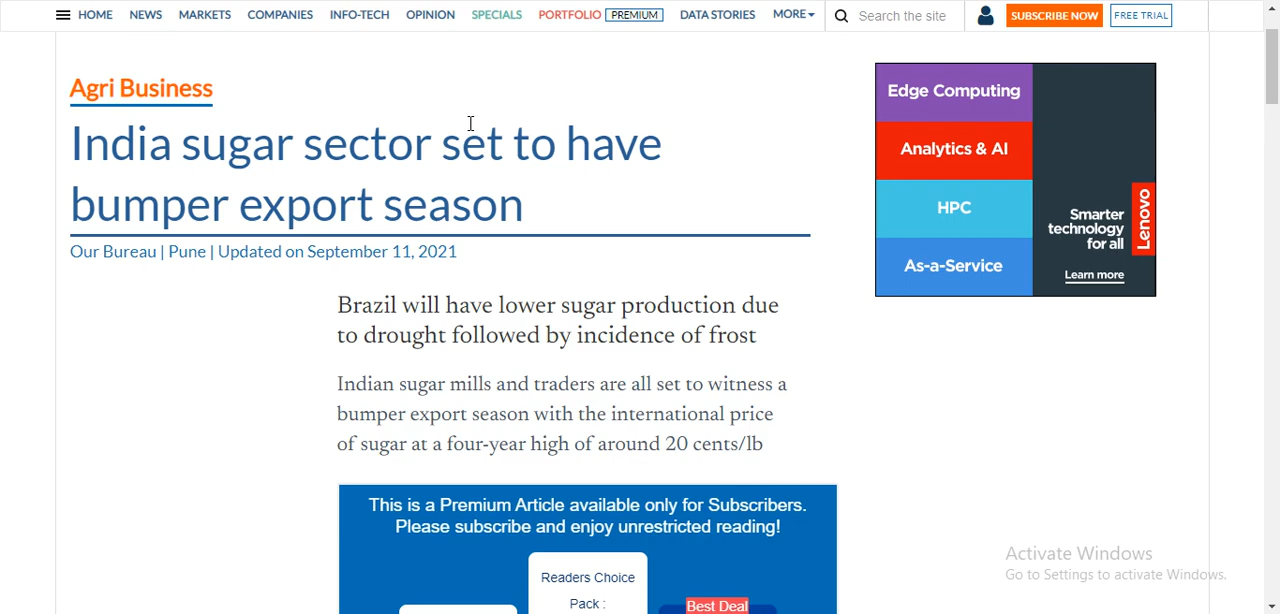 HOME NEWS MARKETS COMPANIES INFO-TECH OPINION SPECIALS PORTFOLIO PREMIUM DATA STORIES MORE Search the site SUBSCRIBE NOW FREE TRIAL
Agri Business
India sugar sector set to have
bumper export season
Our Bureau | Pune | Updated on September 11, 2021
Brazil will have lower sugar production due
to drought followed by incidence of frost
Indian sugar mills and traders are all set to witness a
bumper export season with the international price
of sugar at a four-year high of around 20 cents/lb
This is a Premium Article available only for Subscribers.
Please subscribe and enjoy unrestricted reading!
Readers Choice
Pack :
Best Deal
Edge Computing
Analytics & AI
HPC
As-a-Service
Smarter
technology
for all
Learn more
Lenovo
Activate Windows
Go to Settings to activate Windows.